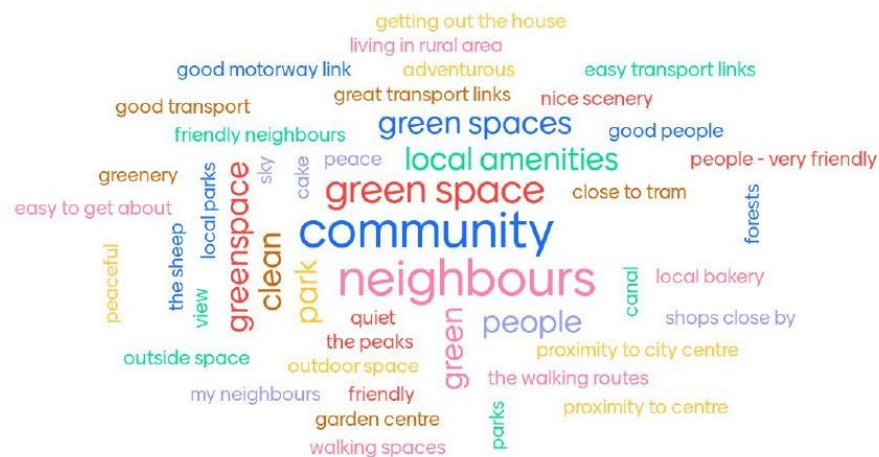 getting out the house
living in rural area
good motorway link
adventurous
easy transport links
good transport
great transport links
nice scenery
friendly neighbours
green spaces
good people
greenery
sky
cake
peace
local amenities
people - very friendly
easy to get about
local parks
greenspace
green space
close to tram
forests
peaceful
the sheep
view
clean
park
community
neighbours
canal
local bakery
quiet
green
people
shops close by
the peaks
outside space
outdoor space
proximity to city centre
my neighbours
friendly
the walking routes
garden centre
parks
proximity to centre
walking spaces